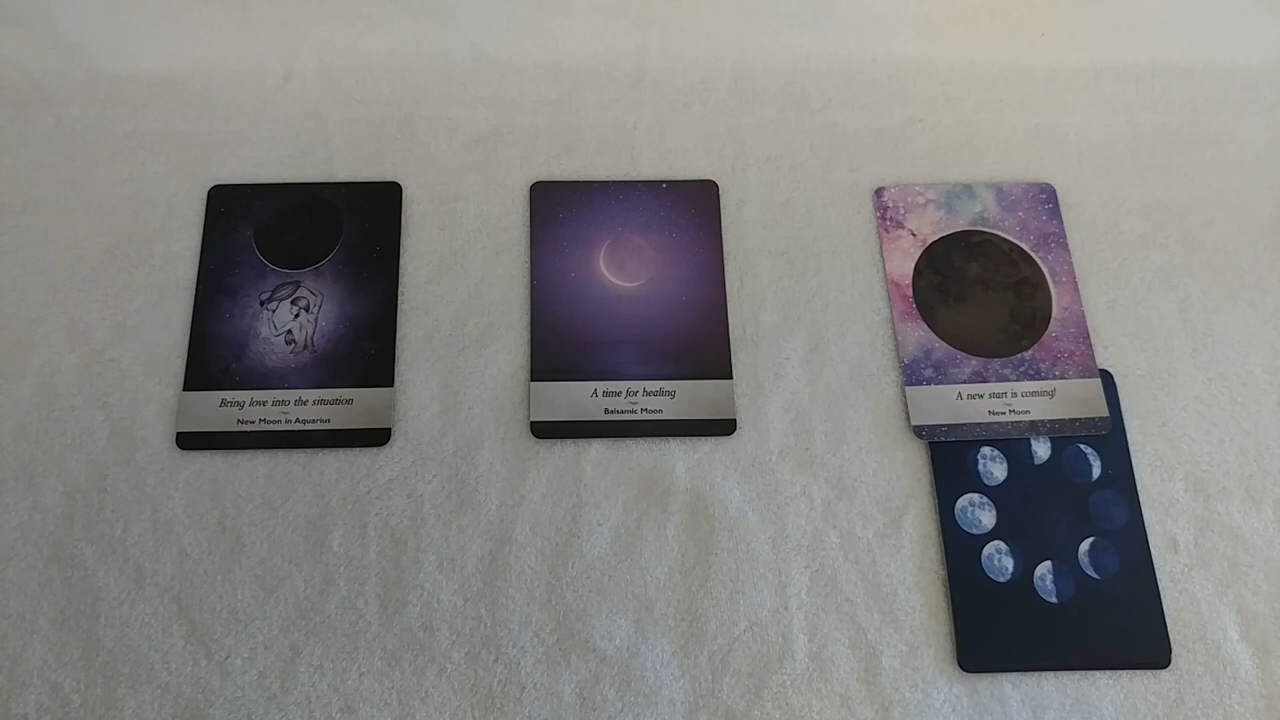 Bring love into the situation
New Moon in Aquarius
A time for healing
Balsamic Moon
A new start is coming!
New Moon